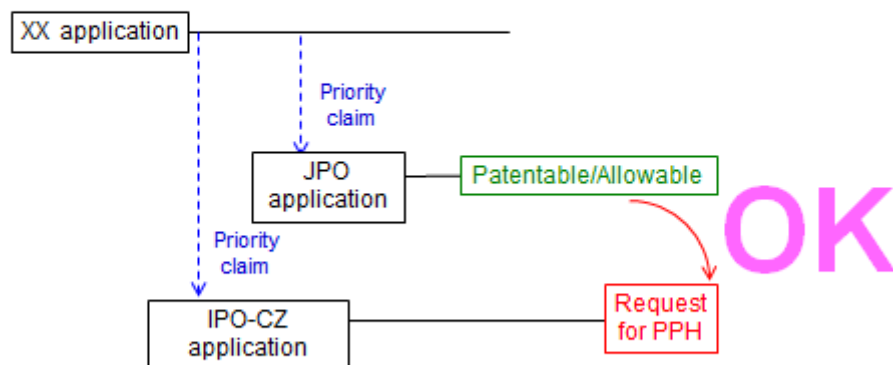 XX application
Priority
claim
JPO
application
Patentable/Allowable
OK
Priority
claim
IPO-CZ
application
Request
for PPH